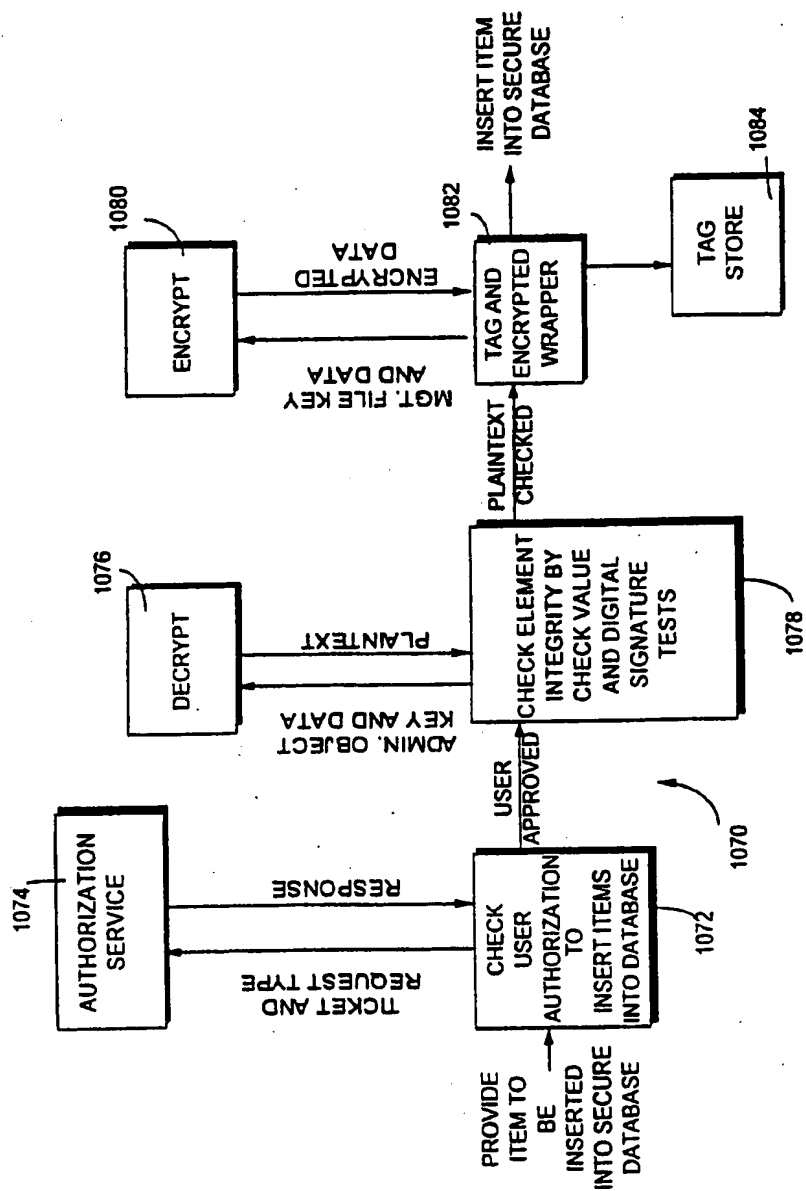 1074
AUTHORIZATION
SERVICE
TICKET AND
REQUEST TYPE
RESPONSE
PROVIDE
ITEM TO
BE
INSERTED
INTO SECURE
DATABASE
CHECK
USER
AUTHORIZATION
TO
INSERT ITEMS
INTO DATABASE
1072
USER
APPROVED
1070
1076
DECRYPT
ADMIN. OBJECT
KEY AND DATA
PLAINTEXT
CHECK ELEMENT
INTEGRITY BY
CHECK VALUE
AND DIGITAL
SIGNATURE
TESTS
1078
PLAINTEXT
CHECKED
1080
ENCRYPT
MGT. FILE KEY
AND DATA
ENCRYPTED
DATA
1082
TAG AND
ENCRYPTED
WRAPPER
INSERT ITEM
INTO SECURE
DATABASE
TAG
STORE
1084